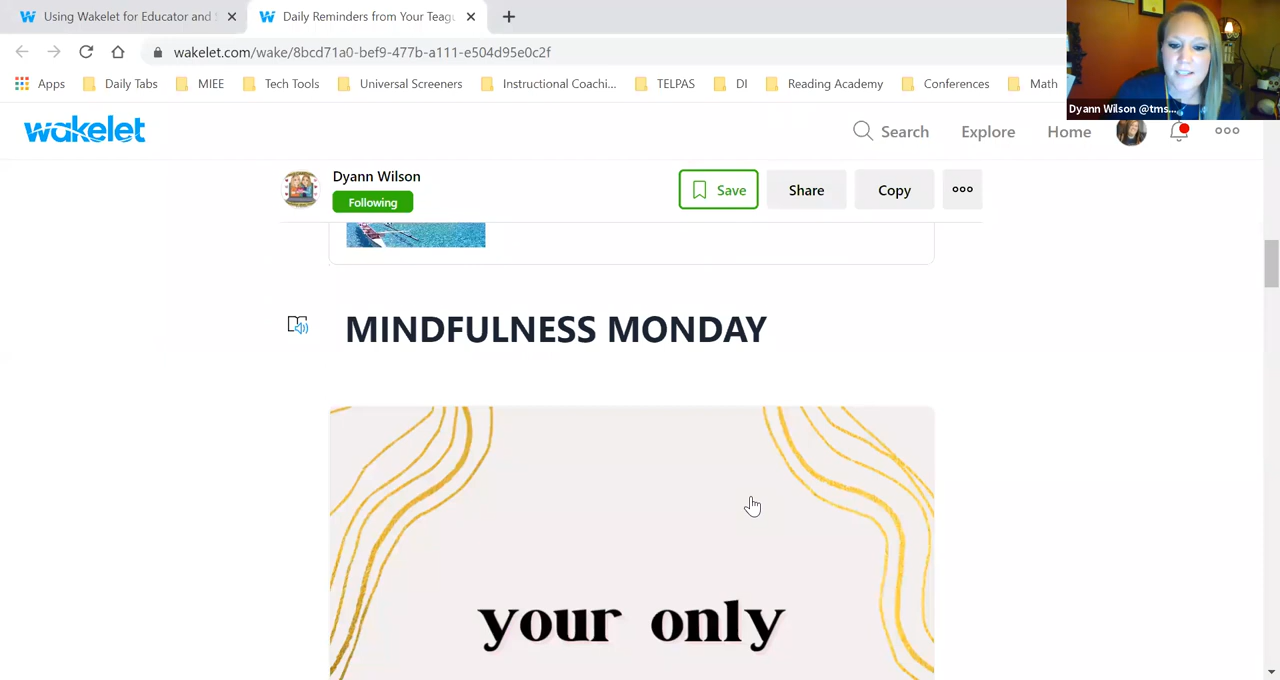 Using Wakelet for Educator and
Daily Reminders from Your Teagu
wakelet.com/wake/8bcd71a0-bef9-477b-a111-e504d95e0c2f
Apps Daily Tabs MIEE Tech Tools Universal Screeners Instructional Coachi... TELPAS DI Reading Academy Conferences Math
Dyann Wilson @tms...
wakelet Search Explore Home
Dyann Wilson
Following
Save Share Copy
MINDFULNESS MONDAY
your only